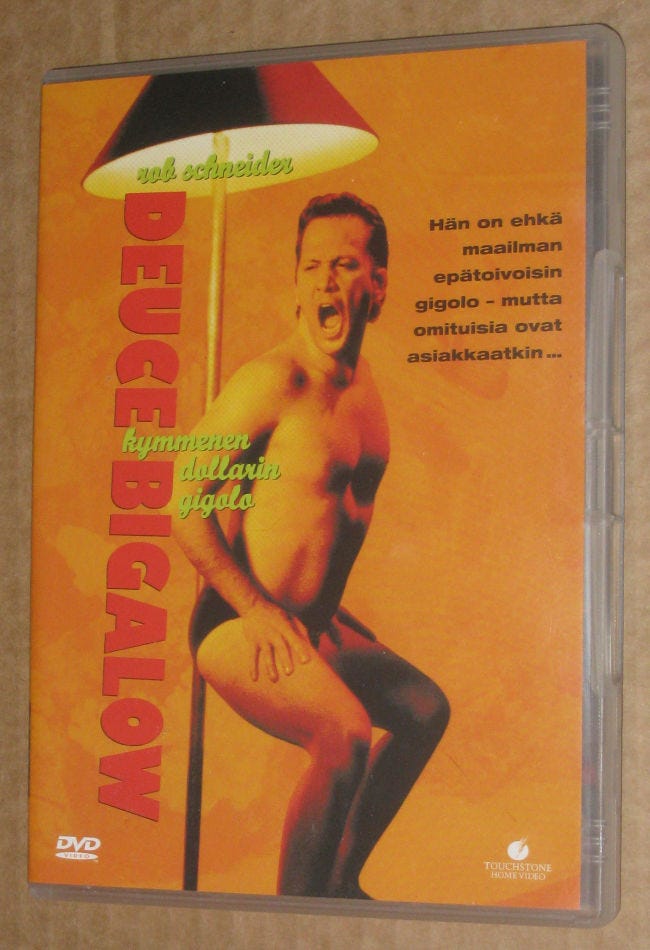 rob schneider
DEUCE BIGALOW
kymmenen
dollarin
gigolo
Hän on ehkä
maailman
epätoivoisin
gigolo – mutta
omituisia ovat
asiakkaatkin...
DVD
VIDEO
TOUCHSTONE
HOME VIDEO